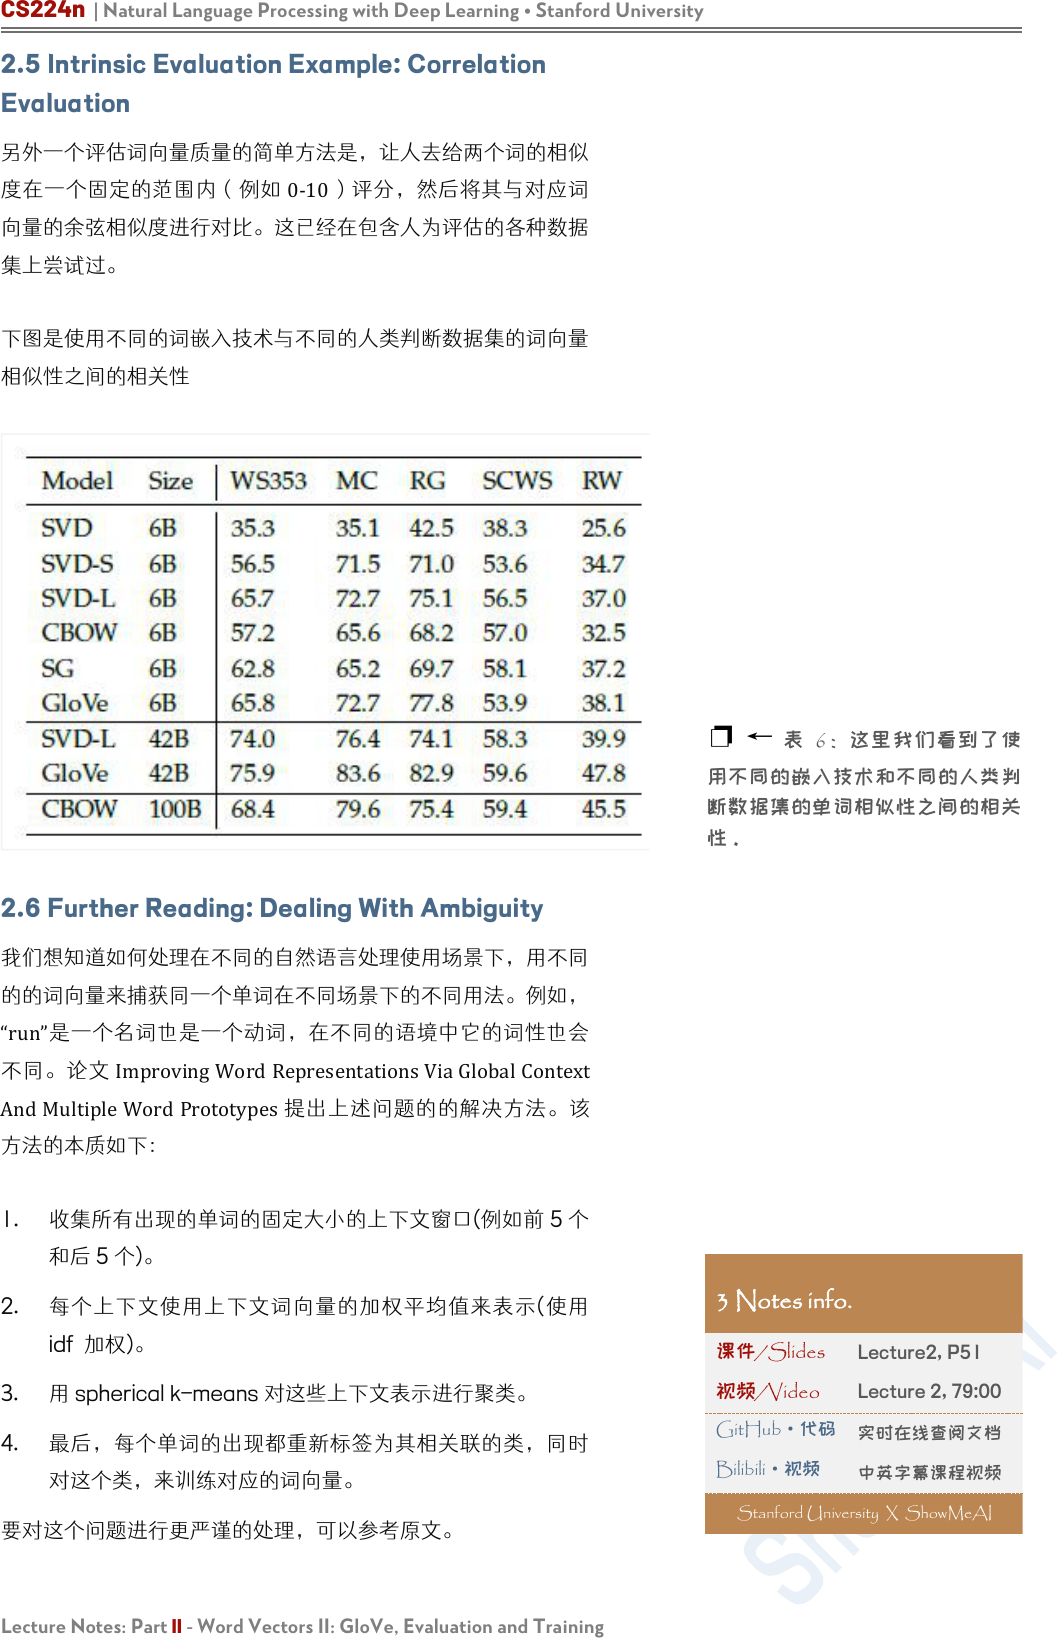 CS224n | Natural Language Processing with Deep Learning • Stanford University
2.5 Intrinsic Evaluation Example: Correlation
Evaluation
另外一个评估词向量质量的简单方法是，让人去给两个词的相似
度在一个固定的范围内（例如 0-10）评分，然后将其与对应词
向量的余弦相似度进行对比。这已经在包含人为评估的各种数据
集上尝试过。
下图是使用不同的词嵌入技术与不同的人类判断数据集的词向量
相似性之间的相关性
Model Size WS353 MC RG SCWS RW
SVD 6B 35.3 35.1 42.5 38.3 25.6
SVD-S 6B 56.5 71.5 71.0 53.6 34.7
SVD-L 6B 65.7 72.7 75.1 56.5 37.0
CBOW 6B 57.2 65.6 68.2 57.0 32.5
SG 6B 62.8 65.2 69.7 58.1 37.2
GloVe 6B 65.8 72.7 77.8 53.9 38.1
SVD-L 42B 74.0 76.4 74.1 58.3 39.9
GloVe 42B 75.9 83.6 82.9 59.6 47.8
CBOW 100B 68.4 79.6 75.4 59.4 45.5
❐ ← 表 6：这里我们看到了使
用不同的嵌入技术和不同的人类判
断数据集的单词相似性之间的相关
性.
2.6 Further Reading: Dealing With Ambiguity
我们想知道如何处理在不同的自然语言处理使用场景下，用不同
的的词向量来捕获同一个单词在不同场景下的不同用法。例如，
“run”是一个名词也是一个动词，在不同的语境中它的词性也会
不同。论文 Improving Word Representations Via Global Context
And Multiple Word Prototypes 提出上述问题的的解决方法。该
方法的本质如下：
1. 收集所有出现的单词的固定大小的上下文窗口(例如前 5 个
和后 5 个)。
2. 每个上下文使用上下文词向量的加权平均值来表示(使用
idf 加权)。
3. 用 spherical k-means 对这些上下文表示进行聚类。
4. 最后，每个单词的出现都重新标签为其相关联的类，同时
对这个类，来训练对应的词向量。
要对这个问题进行更严谨的处理，可以参考原文。
3 Notes info.
课件/Slides Lecture2, P51
视频/Video Lecture 2, 79:00
GitHub·代码 实时在线查阅文档
Bilibili·视频 中英字幕课程视频
Stanford University X ShowMeAI
Lecture Notes: Part II - Word Vectors II: GloVe, Evaluation and Training